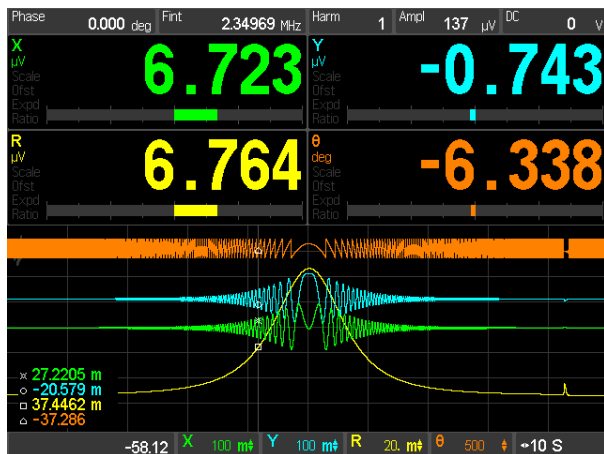 Phase 0.000 deg Fint 2.34969 MHz Harm 1 Ampl 137 µV DC 0 V
X Y
µV 6.723 µV -0.743
Scale Scale
Ofst Ofst
Expd Expd
Ratio Ratio
R θ
µV 6.764 deg -6.338
Scale Scale
Ofst Ofst
Expd Expd
Ratio Ratio
27.2205 m
-20.579 m
37.4462 m
-37.286
-58.12 X 100 m Y 100 m R 20. m θ 500 10 S